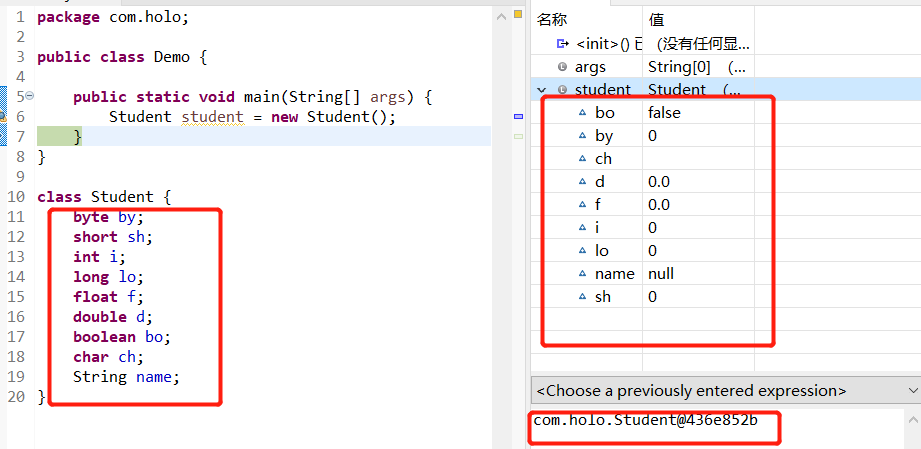 1 package com.holo;
2
3 public class Demo {
4
5 public static void main(String[] args) {
6 Student student = new Student();
7 }
8 }
9
10 class Student {
11 byte by;
12 short sh;
13 int i;
14 long lo;
15 float f;
16 double d;
17 boolean bo;
18 char ch;
19 String name;
20 }
名称 值
<init>() 已 (没有任何显...
args String[0] (...
student Student (...
bo false
by 0
ch
d 0.0
f 0.0
i 0
lo 0
name null
sh 0
<Choose a previously entered expression>
com.holo.Student@436e852b